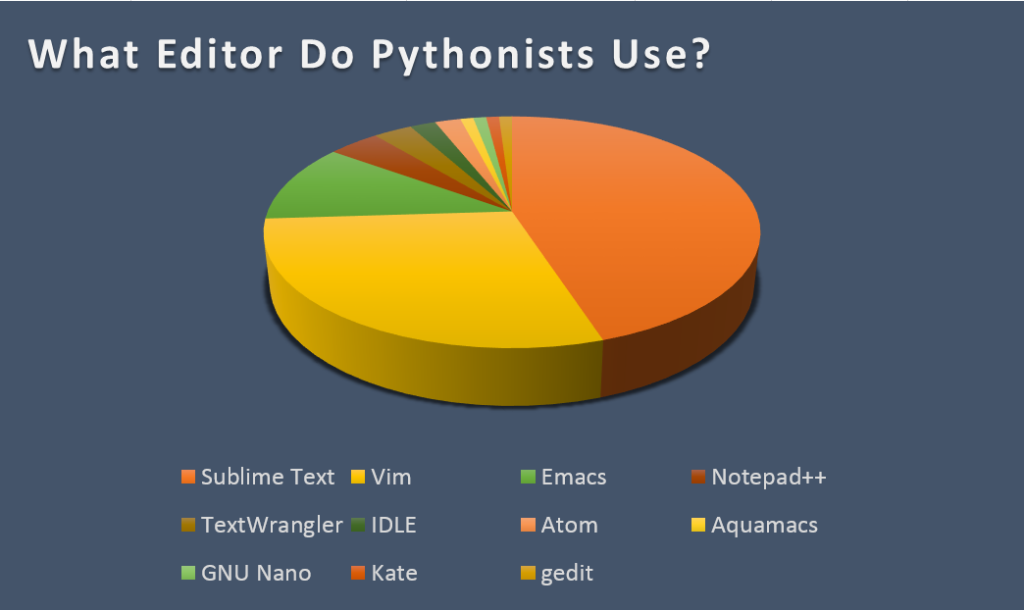 What Editor Do Pythonists Use?
Sublime Text Vim Emacs Notepad++
TextWrangler IDLE Atom Aquamacs
GNU Nano Kate gedit